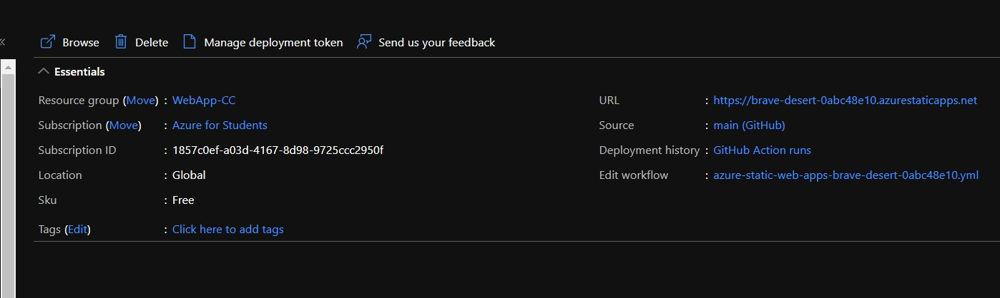 Browse Delete Manage deployment token Send us your feedback
Essentials
Resource group (Move) : WebApp-CC
Subscription (Move) : Azure for Students
Subscription ID : 1857c0ef-a03d-4167-8d98-9725ccc2950f
Location : Global
Sku : Free
Tags (Edit) : Click here to add tags
URL : https://brave-desert-0abc48e10.azurestaticapps.net
Source : main (GitHub)
Deployment history : GitHub Action runs
Edit workflow : azure-static-web-apps-brave-desert-0abc48e10.yml